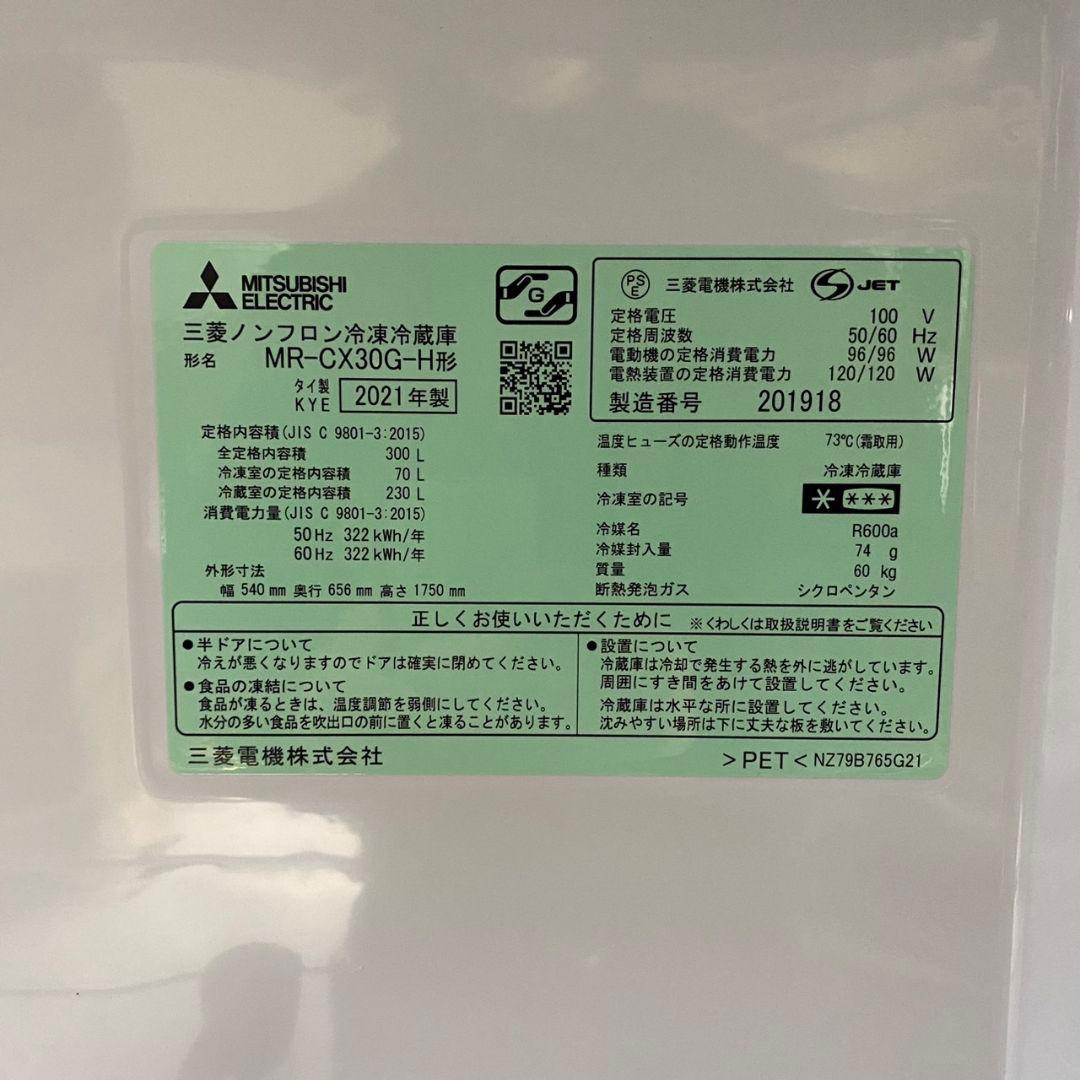 MITSUBISHI
ELECTRIC
G
三菱ノンフロン冷凍冷蔵庫
形名 MR-CX30G-H形
タイ製
KYE 2021年製
定格内容積(JIS C 9801-3:2015)
全定格内容積 300 L
冷凍室の定格内容積 70 L
冷蔵室の定格内容積 230 L
消費電力量(JIS C 9801-3:2015)
50Hz 322kWh/年
60Hz 322kWh/年
外形寸法
幅 540 mm 奥行 656 mm 高さ 1750 mm
PS
E
三菱電機株式会社 S JET
定格電圧 100 V
定格周波数 50/60 Hz
電動機の定格消費電力 96/96 W
電熱装置の定格消費電力 120/120 W
製造番号 201918
温度ヒューズの定格動作温度 73℃(霜取用)
種類 冷凍冷蔵庫
冷凍室の記号 * ***
冷媒名 R600a
冷媒封入量 74 g
質量 60 kg
断熱発泡ガス シクロペンタン
正しくお使いいただくために ※くわしくは取扱説明書をご覧ください
●半ドアについて
冷えが悪くなりますのでドアは確実に閉めてください。
●食品の凍結について
食品が凍るときは、温度調節を弱側にしてください。
水分の多い食品を吹出口の前に置くと凍ることがあります。
●設置について
冷蔵庫は冷却で発生する熱を外に逃がしています。
周囲にすき間をあけて設置してください。
冷蔵庫は水平な所に設置してください。
沈みやすい場所は下に丈夫な板を敷いてください。
三菱電機株式会社
>PET< NZ79B765G21